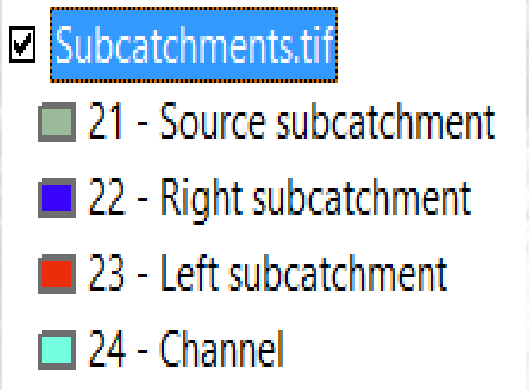 Subcatchments.tif
21 - Source subcatchment
22 - Right subcatchment
23 - Left subcatchment
24 - Channel